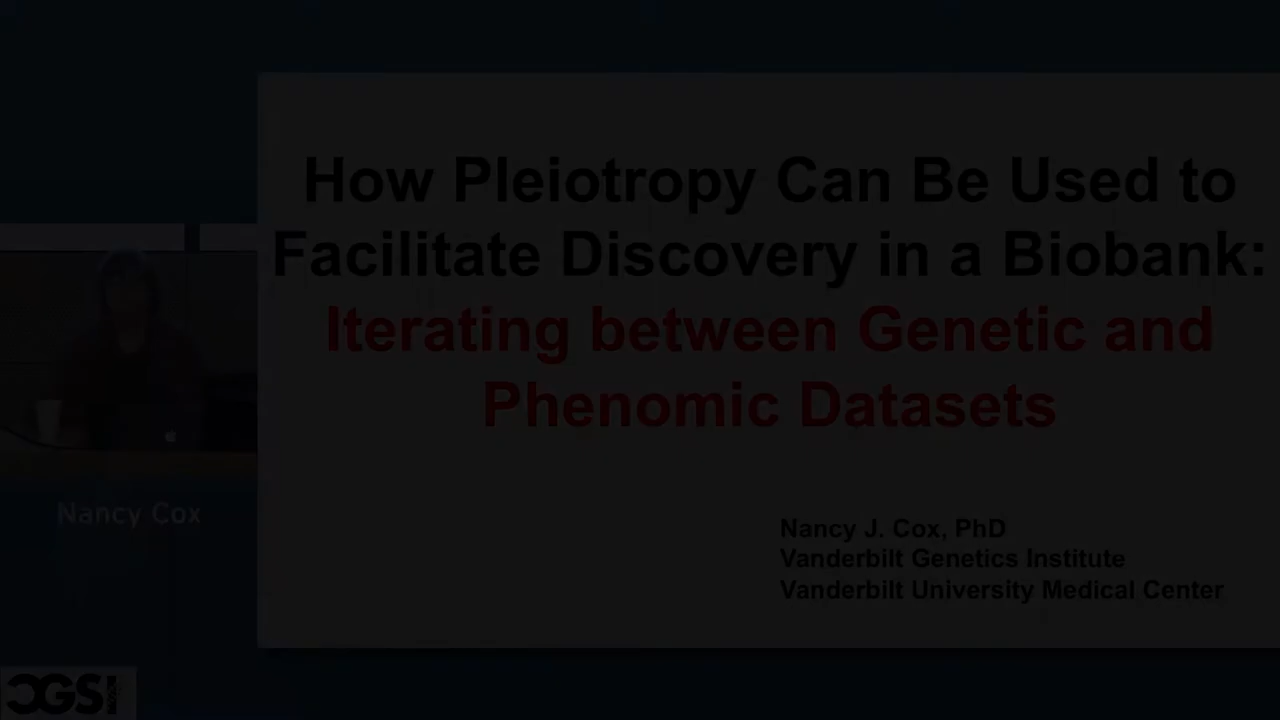 How Pleiotropy Can Be Used to
Facilitate Discovery in a Biobank:
Iterating between Genetic and
Phenomic Datasets
Nancy Cox
Nancy J. Cox, PhD
Vanderbilt Genetics Institute
Vanderbilt University Medical Center
CGSI